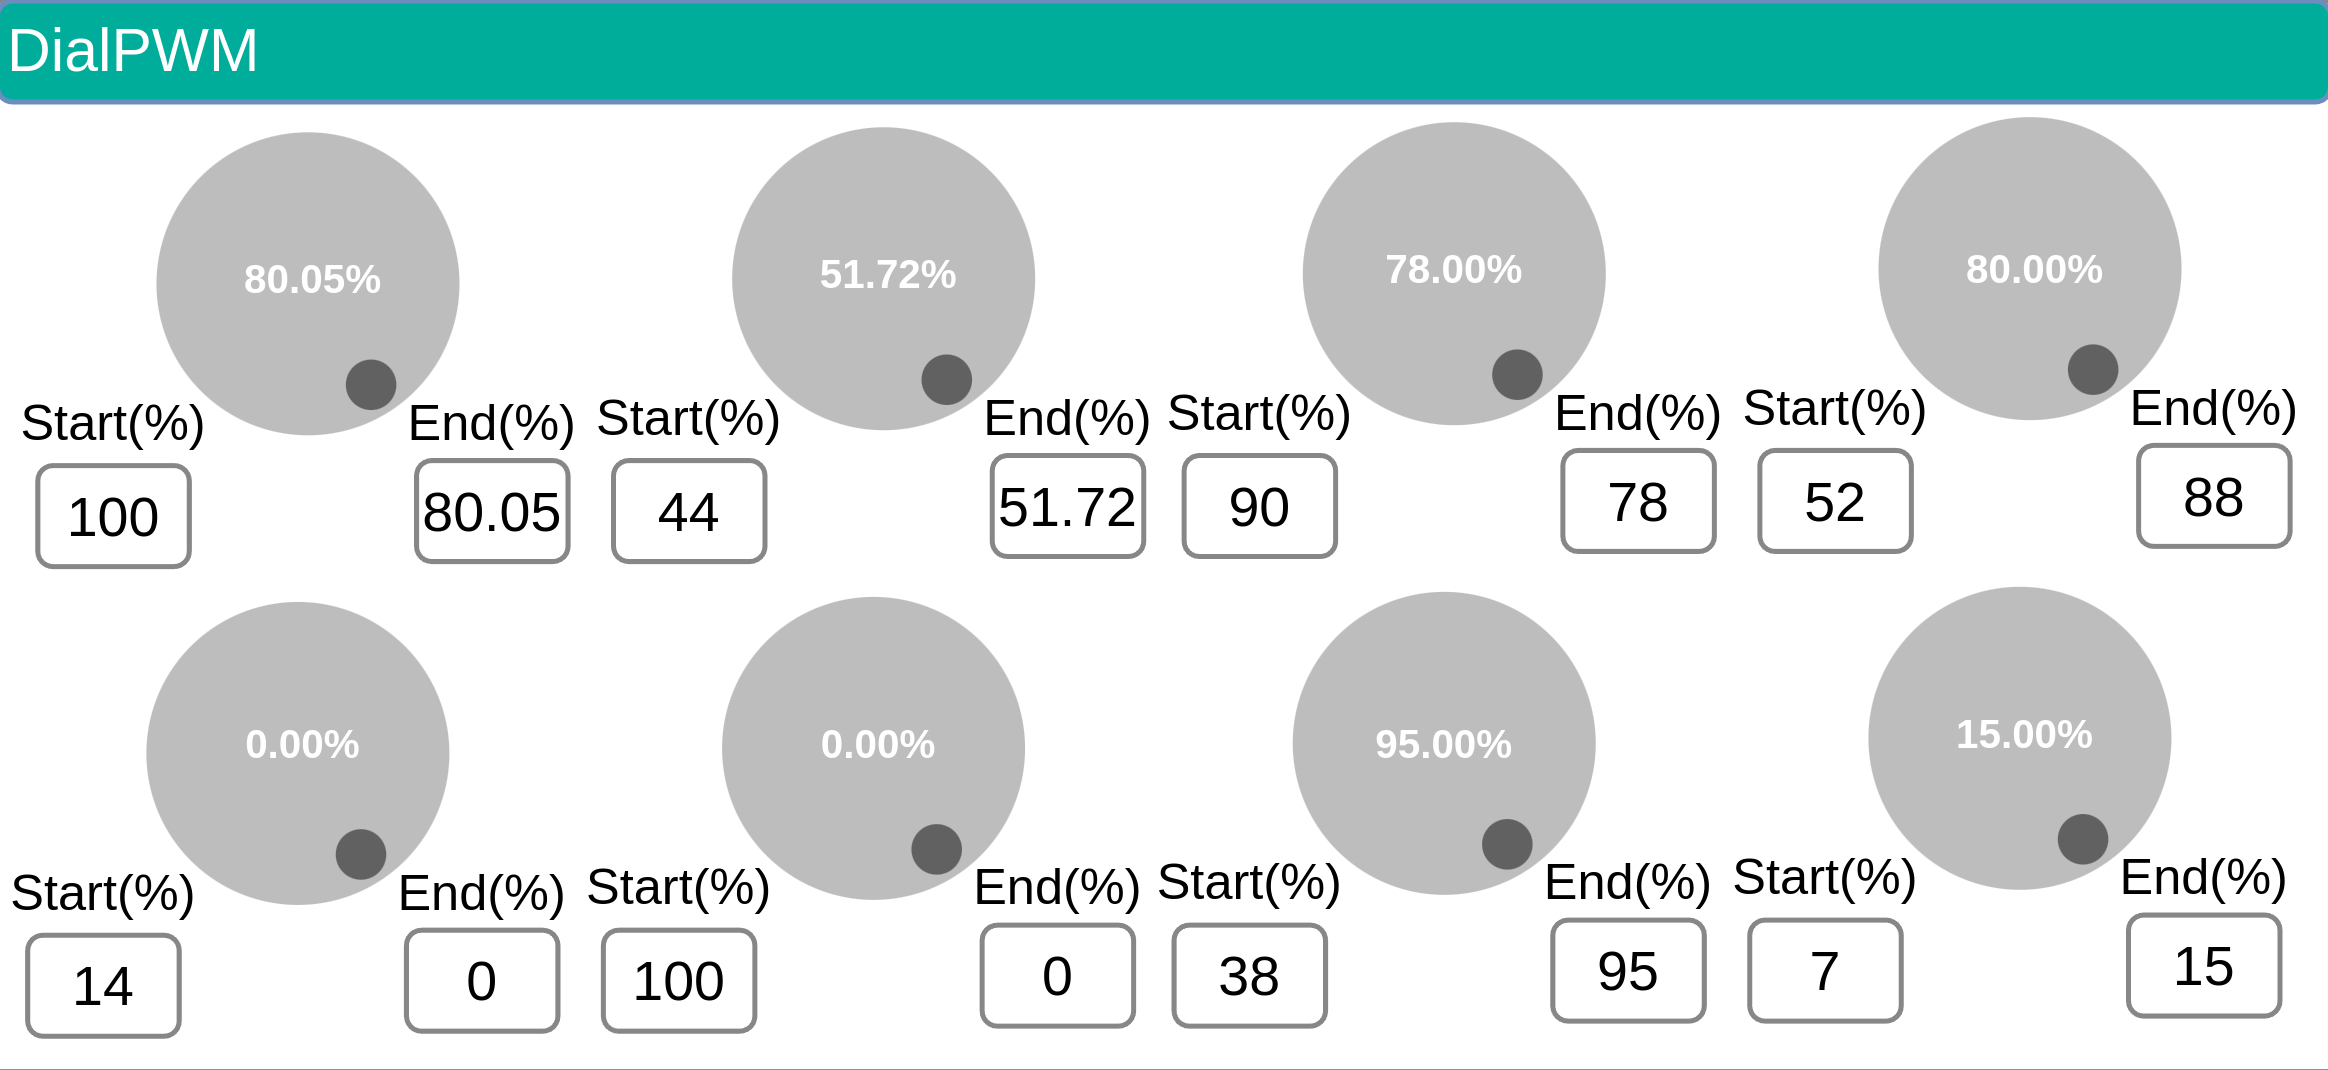 DialPWM
80.05% 51.72% 78.00% 80.00%
Start(%) End(%) Start(%) End(%) Start(%) End(%) Start(%) End(%)
100 80.05 44 51.72 90 78 52 88
0.00% 0.00% 95.00% 15.00%
Start(%) End(%) Start(%) End(%) Start(%) End(%) Start(%) End(%)
14 0 100 0 38 95 7 15